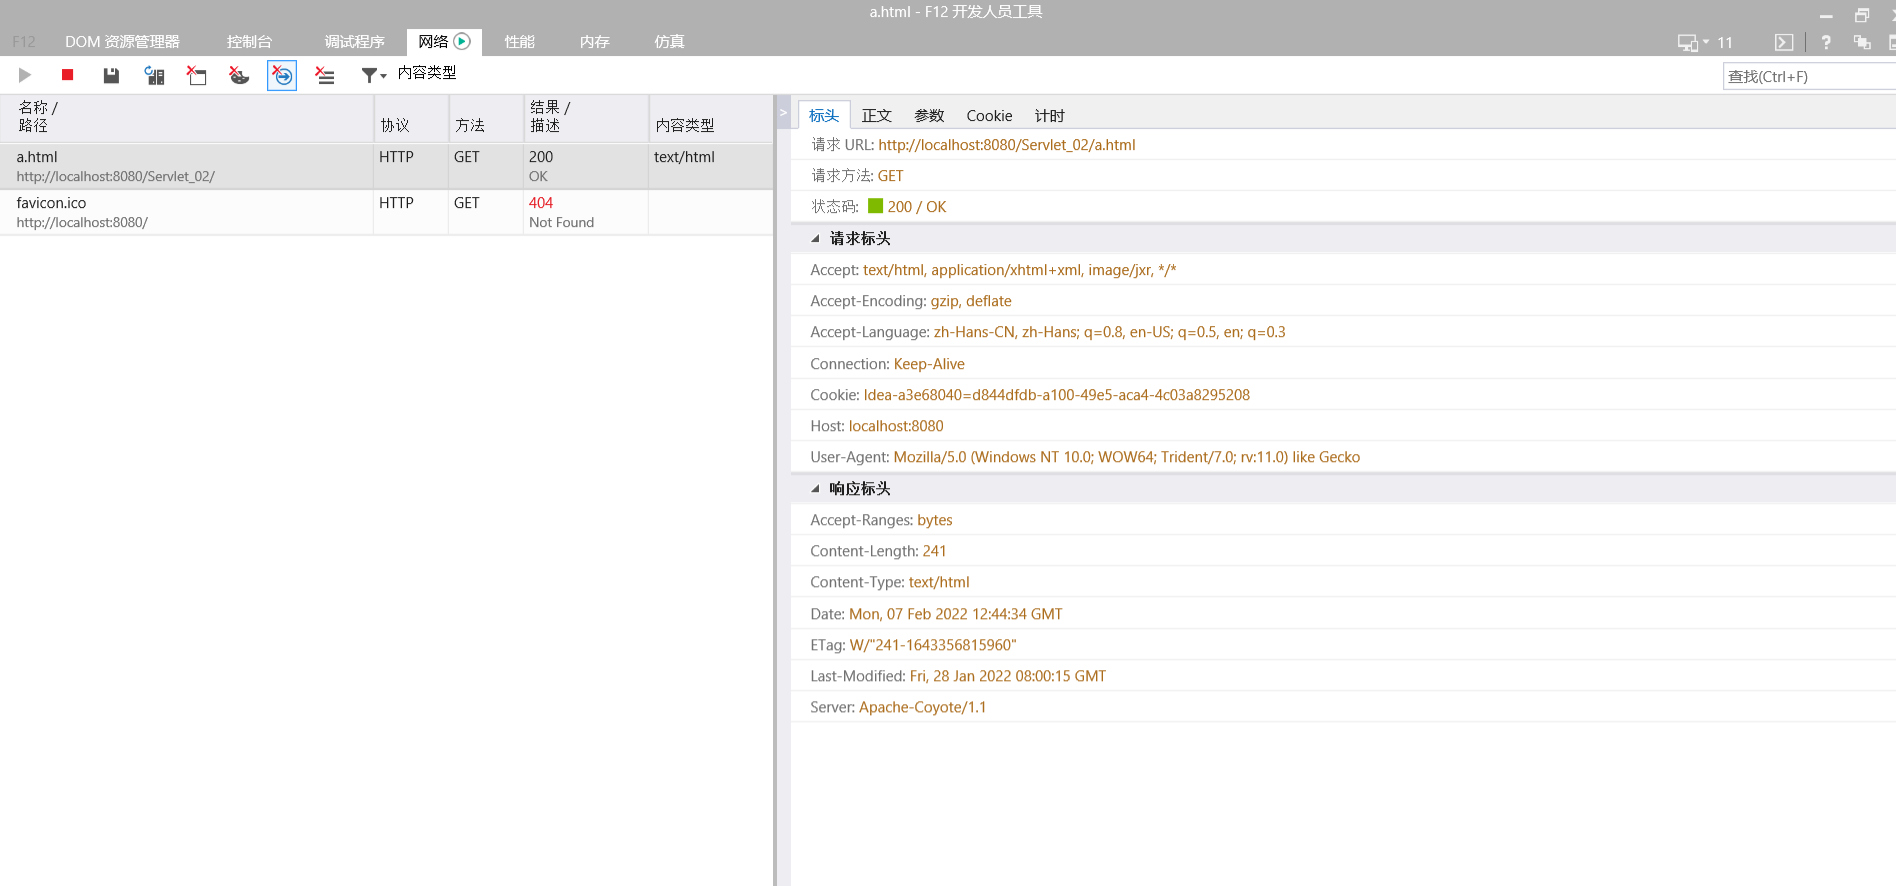 a.html - F12 开发人员工具
F12 DOM 资源管理器 控制台 调试程序 网络 性能 内存 仿真 11 ?
内容类型 查找(Ctrl+F)
名称 /
路径 协议 方法 结果 /
描述 内容类型
a.html HTTP GET 200 text/html
http://localhost:8080/Servlet_02/ OK
favicon.ico HTTP GET 404
http://localhost:8080/ Not Found
标头 正文 参数 Cookie 计时
请求 URL: http://localhost:8080/Servlet_02/a.html
请求方法: GET
状态码: 200 / OK
请求标头
Accept: text/html, application/xhtml+xml, image/jxr, */*
Accept-Encoding: gzip, deflate
Accept-Language: zh-Hans-CN, zh-Hans; q=0.8, en-US; q=0.5, en; q=0.3
Connection: Keep-Alive
Cookie: Idea-a3e68040=d844dfdb-a100-49e5-aca4-4c03a8295208
Host: localhost:8080
User-Agent: Mozilla/5.0 (Windows NT 10.0; WOW64; Trident/7.0; rv:11.0) like Gecko
响应标头
Accept-Ranges: bytes
Content-Length: 241
Content-Type: text/html
Date: Mon, 07 Feb 2022 12:44:34 GMT
ETag: W/"241-1643356815960"
Last-Modified: Fri, 28 Jan 2022 08:00:15 GMT
Server: Apache-Coyote/1.1